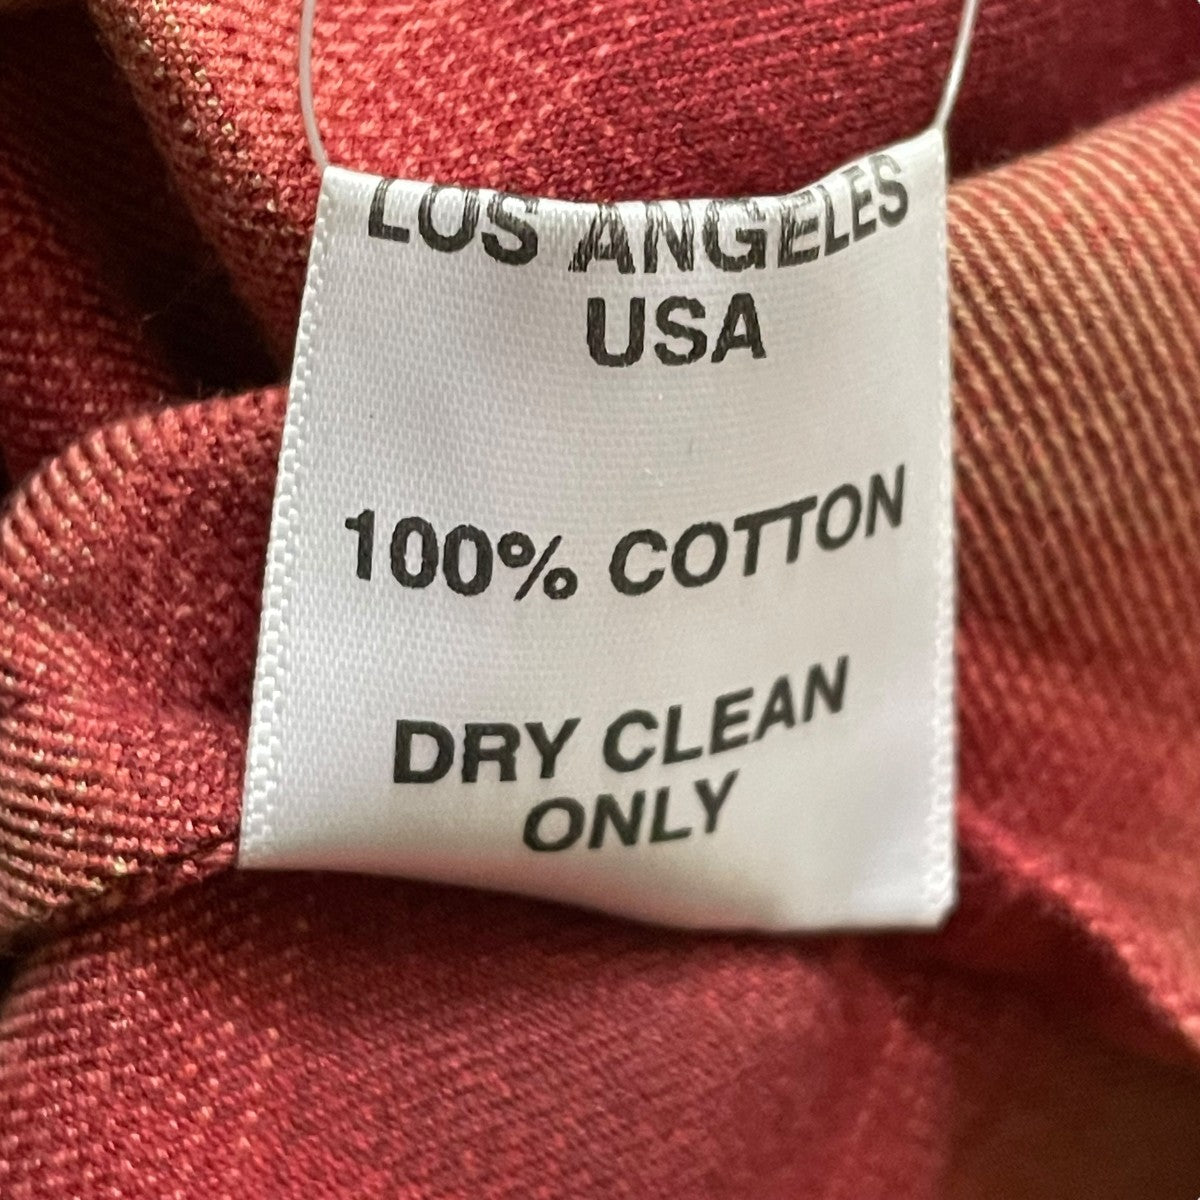 LOS ANGELES
USA
100% COTTON
DRY CLEAN
ONLY